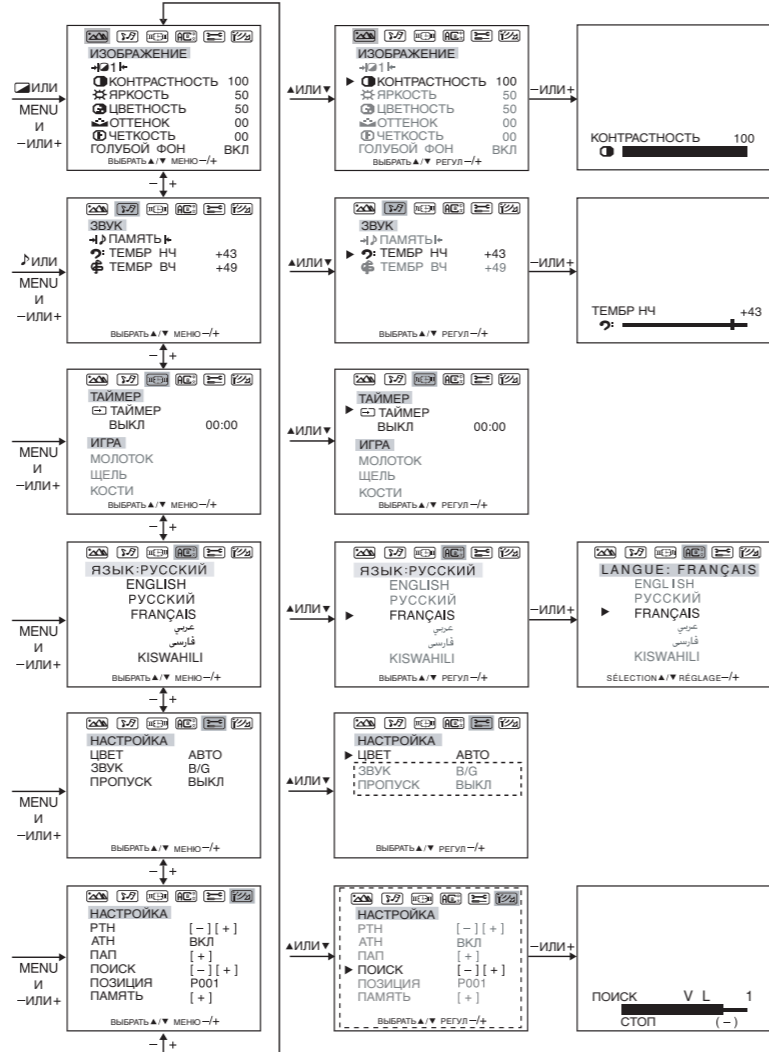 ИЛИ
MENU
И
−ИЛИ+
ИЗОБРАЖЕНИЕ
1
КОНТРАСТНОСТЬ 100
ЯРКОСТЬ 50
ЦВЕТНОСТЬ 50
ОТТЕНОК 00
ЧЕТКОСТЬ 00
ГОЛУБОЙ ФОН ВКЛ
ВЫБРАТЬ▲/▼ МЕНЮ−/+
▲ИЛИ▼
ИЗОБРАЖЕНИЕ
1
▶ КОНТРАСТНОСТЬ 100
ЯРКОСТЬ 50
ЦВЕТНОСТЬ 50
ОТТЕНОК 00
ЧЕТКОСТЬ 00
ГОЛУБОЙ ФОН ВКЛ
ВЫБРАТЬ▲/▼ РЕГУЛ−/+
−ИЛИ+
КОНТРАСТНОСТЬ 100
− +
♪ИЛИ
MENU
И
−ИЛИ+
ЗВУК
♪ПАМЯТЬ
ТЕМБР НЧ +43
ТЕМБР ВЧ +49
ВЫБРАТЬ▲/▼ МЕНЮ−/+
▲ИЛИ▼
ЗВУК
♪ПАМЯТЬ
▶ ТЕМБР НЧ +43
ТЕМБР ВЧ +49
ВЫБРАТЬ▲/▼ РЕГУЛ−/+
−ИЛИ+
ТЕМБР НЧ +43
− +
MENU
И
−ИЛИ+
ТАЙМЕР
ТАЙМЕР
ВЫКЛ 00:00
ИГРА
МОЛОТОК
ЩЕЛЬ
КОСТИ
ВЫБРАТЬ▲/▼ МЕНЮ−/+
▲ИЛИ▼
ТАЙМЕР
▶ ТАЙМЕР
ВЫКЛ 00:00
ИГРА
МОЛОТОК
ЩЕЛЬ
КОСТИ
ВЫБРАТЬ▲/▼ РЕГУЛ−/+
− +
MENU
И
−ИЛИ+
ЯЗЫК:РУССКИЙ
ENGLISH
РУССКИЙ
FRANÇAIS
عربي
فارسی
KISWAHILI
ВЫБРАТЬ▲/▼ МЕНЮ−/+
▲ИЛИ▼
ЯЗЫК:РУССКИЙ
ENGLISH
РУССКИЙ
▶ FRANÇAIS
عربي
فارسی
KISWAHILI
ВЫБРАТЬ▲/▼ РЕГУЛ−/+
−ИЛИ+
LANGUE: FRANÇAIS
ENGLISH
РУССКИЙ
▶ FRANÇAIS
عربي
فارسی
KISWAHILI
SÉLECTION▲/▼ RÉGLAGE−/+
− +
MENU
И
−ИЛИ+
НАСТРОЙКА
ЦВЕТ АВТО
ЗВУК B/G
ПРОПУСК ВЫКЛ
ВЫБРАТЬ▲/▼ МЕНЮ−/+
▲ИЛИ▼
НАСТРОЙКА
▶ ЦВЕТ АВТО
ЗВУК B/G
ПРОПУСК ВЫКЛ
ВЫБРАТЬ▲/▼ РЕГУЛ−/+
− +
MENU
И
−ИЛИ+
НАСТРОЙКА
РТН [−][+]
АТН ВКЛ
ПАП [+]
ПОИСК [−][+]
ПОЗИЦИЯ P001
ПАМЯТЬ [+]
ВЫБРАТЬ▲/▼ МЕНЮ−/+
▲ИЛИ▼
НАСТРОЙКА
РТН [−][+]
АТН ВКЛ
ПАП [+]
▶ ПОИСК [−][+]
ПОЗИЦИЯ P001
ПАМЯТЬ [+]
ВЫБРАТЬ▲/▼ РЕГУЛ−/+
−ИЛИ+
ПОИСК V L 1
СТОП (−)
− +